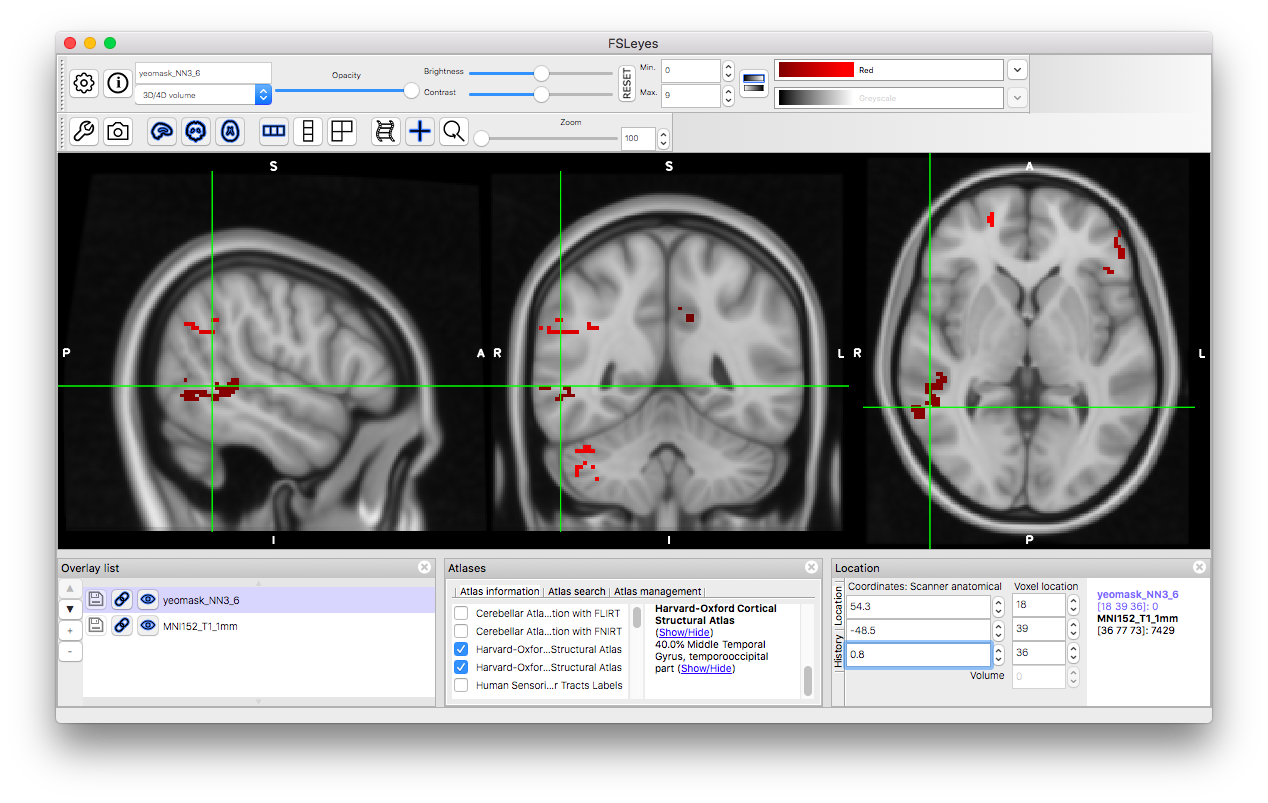 FSLeyes
yeomask_NN3_6
3D/4D volume
Opacity
Brightness
Contrast
RESET
Min. 0
Max. 9
Red
Greyscale
Zoom
100
S S A
P A R L R L
I I P
Overlay list
yeomask_NN3_6
MNI152_T1_1mm
Atlases
Atlas information Atlas search Atlas management
Cerebellar Atla...tion with FLIRT
Cerebellar Atla...tion with FNIRT
Harvard-Oxfor...Structural Atlas
Harvard-Oxfor...Structural Atlas
Human Sensori...r Tracts Labels
Harvard-Oxford Cortical
Structural Atlas
(Show/Hide)
40.0% Middle Temporal
Gyrus, temporooccipital
part (Show/Hide)
Location
History Location
Coordinates: Scanner anatomical Voxel location
54.3 18
-48.5 39
0.8 36
Volume 0
yeomask_NN3_6
[18 39 36]: 0
MNI152_T1_1mm
[36 77 73]: 7429